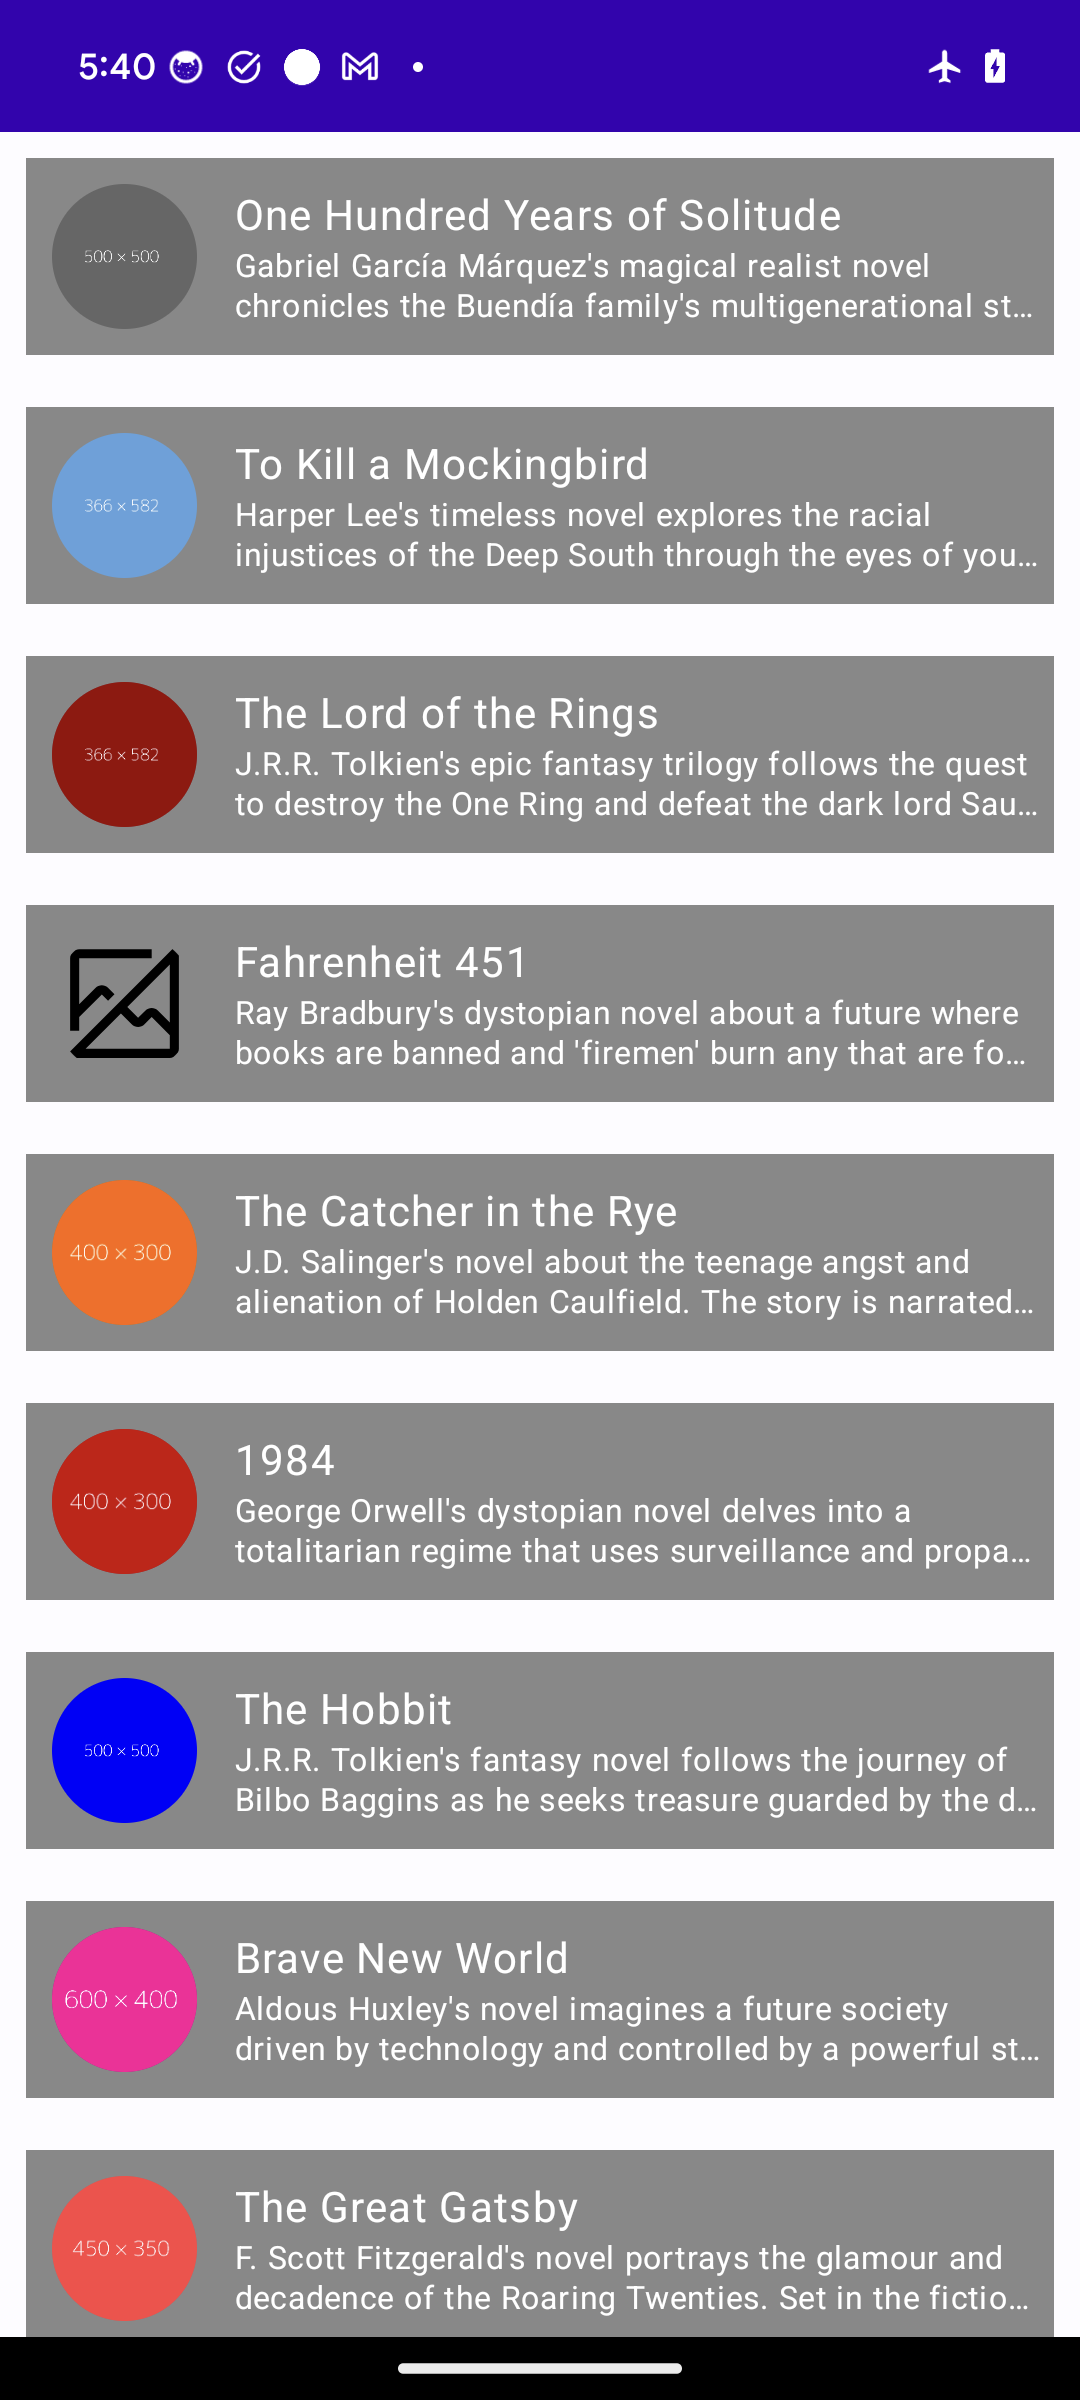 5:40
500 × 500
One Hundred Years of Solitude
Gabriel García Márquez's magical realist novel
chronicles the Buendía family's multigenerational st…
366 × 582
To Kill a Mockingbird
Harper Lee's timeless novel explores the racial
injustices of the Deep South through the eyes of you…
366 × 582
The Lord of the Rings
J.R.R. Tolkien's epic fantasy trilogy follows the quest
to destroy the One Ring and defeat the dark lord Sau…
Fahrenheit 451
Ray Bradbury's dystopian novel about a future where
books are banned and 'firemen' burn any that are fo…
400 × 300
The Catcher in the Rye
J.D. Salinger's novel about the teenage angst and
alienation of Holden Caulfield. The story is narrated…
400 × 300
1984
George Orwell's dystopian novel delves into a
totalitarian regime that uses surveillance and propa…
500 × 500
The Hobbit
J.R.R. Tolkien's fantasy novel follows the journey of
Bilbo Baggins as he seeks treasure guarded by the d…
600 × 400
Brave New World
Aldous Huxley's novel imagines a future society
driven by technology and controlled by a powerful st…
450 × 350
The Great Gatsby
F. Scott Fitzgerald's novel portrays the glamour and
decadence of the Roaring Twenties. Set in the fictio…